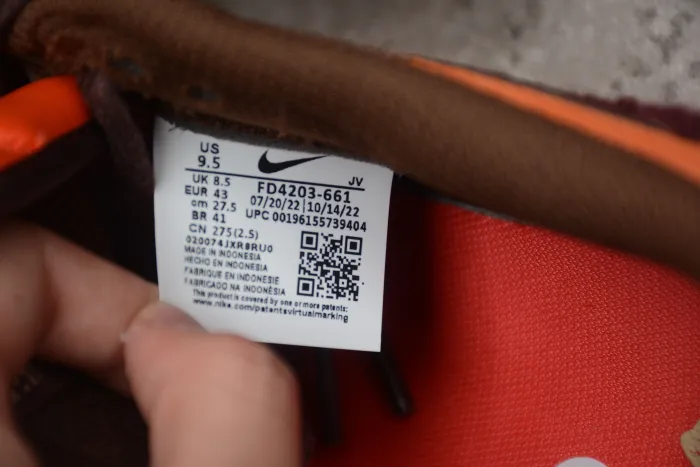 US
9.5
JV
UK 8.5
FD4203-661
EUR 43
07/20/22 | 10/14/22
cm 27.5
UPC 00196155739404
BR 41
CN 275(2.5)
020074JXR8RU0
MADE IN INDONESIA
HECHO EN INDONESIA
FABRIQUE EN INDONESIE
FABRICADO NA INDONÉSIA
This product is covered by one or more patents:
www.nike.com/patentsvirtualmarking